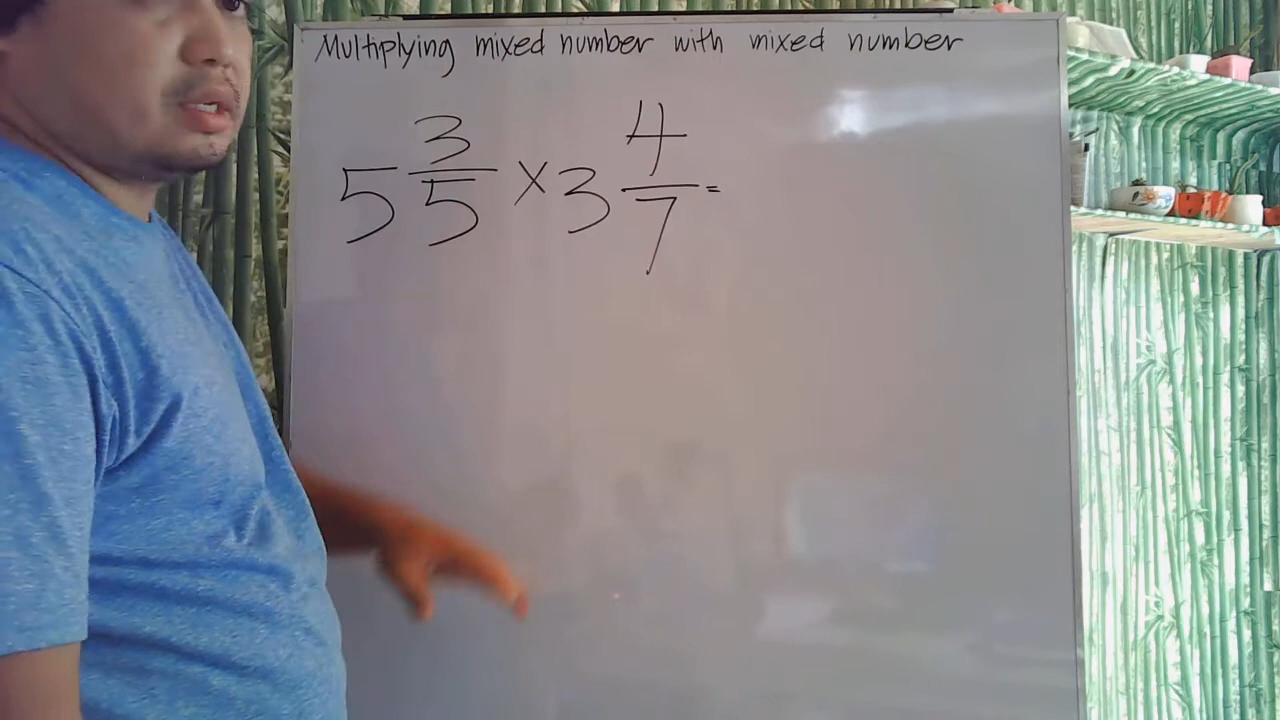 Multiplying mixed number with mixed number
5 3/5 x 3 4/7 =